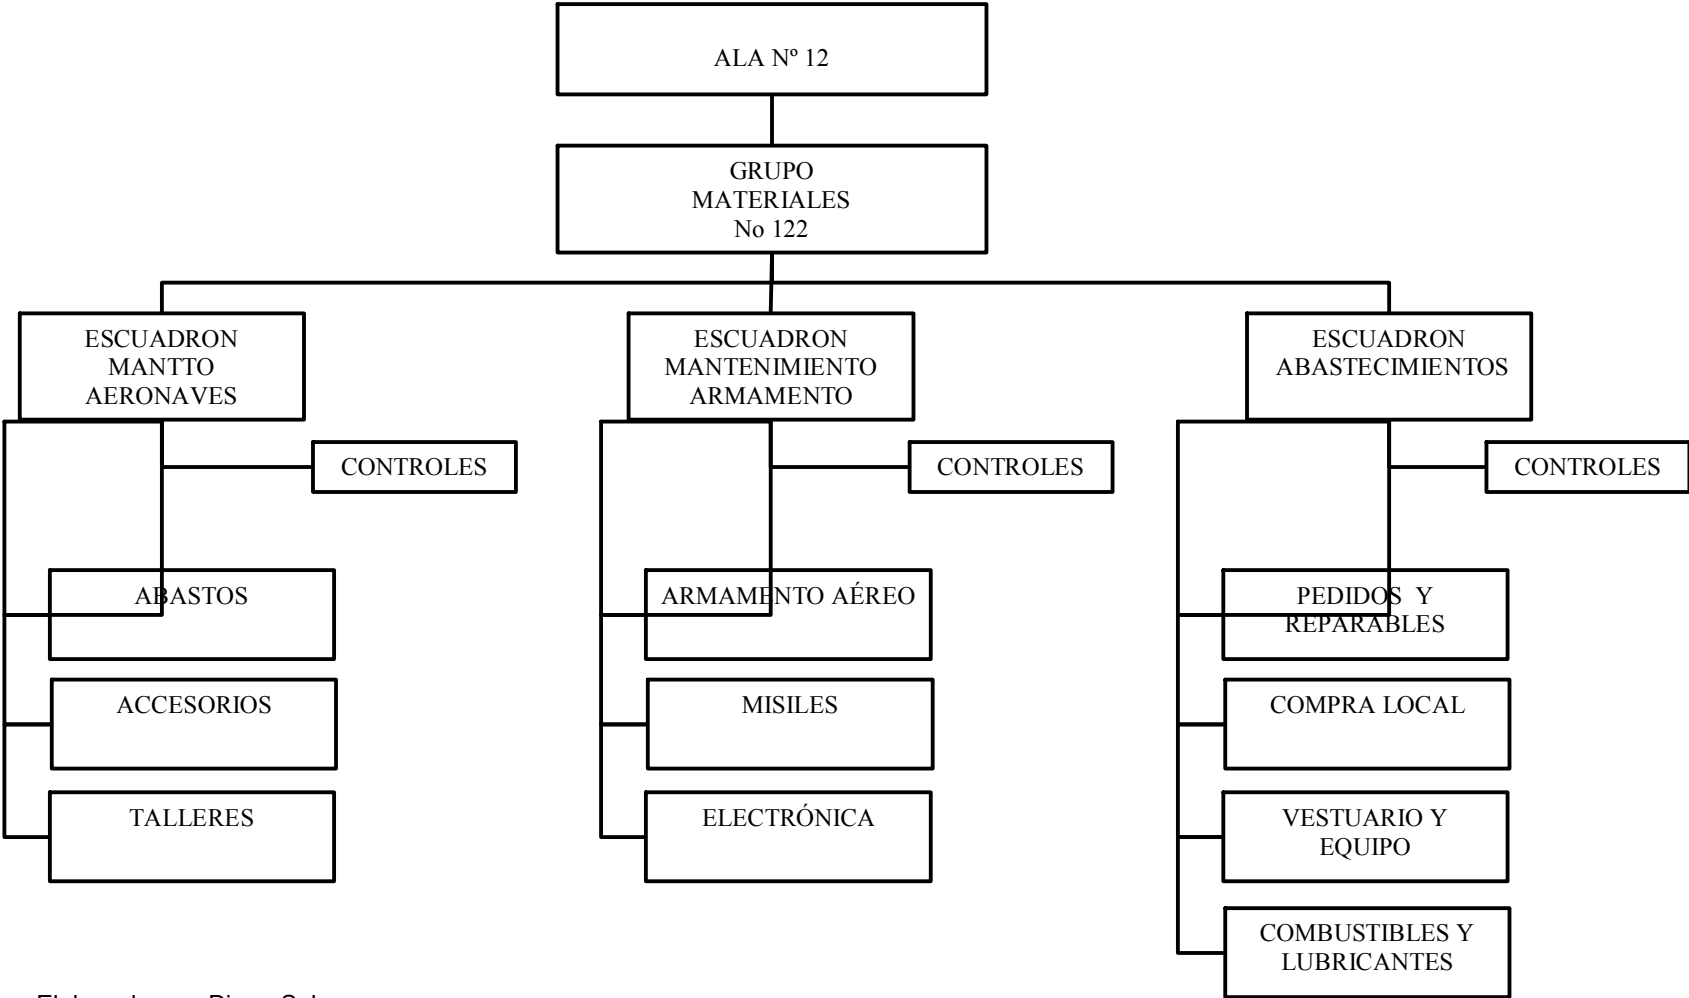 ALA Nº 12
GRUPO
MATERIALES
No 122
ESCUADRON
MANTTO
AERONAVES
ESCUADRON
MANTENIMIENTO
ARMAMENTO
ESCUADRON
ABASTECIMIENTOS
CONTROLES
CONTROLES
CONTROLES
ABASTOS
ARMAMENTO AÉREO
PEDIDOS Y
REPARABLES
ACCESORIOS
MISILES
COMPRA LOCAL
TALLERES
ELECTRÓNICA
VESTUARIO Y
EQUIPO
COMBUSTIBLES Y
LUBRICANTES